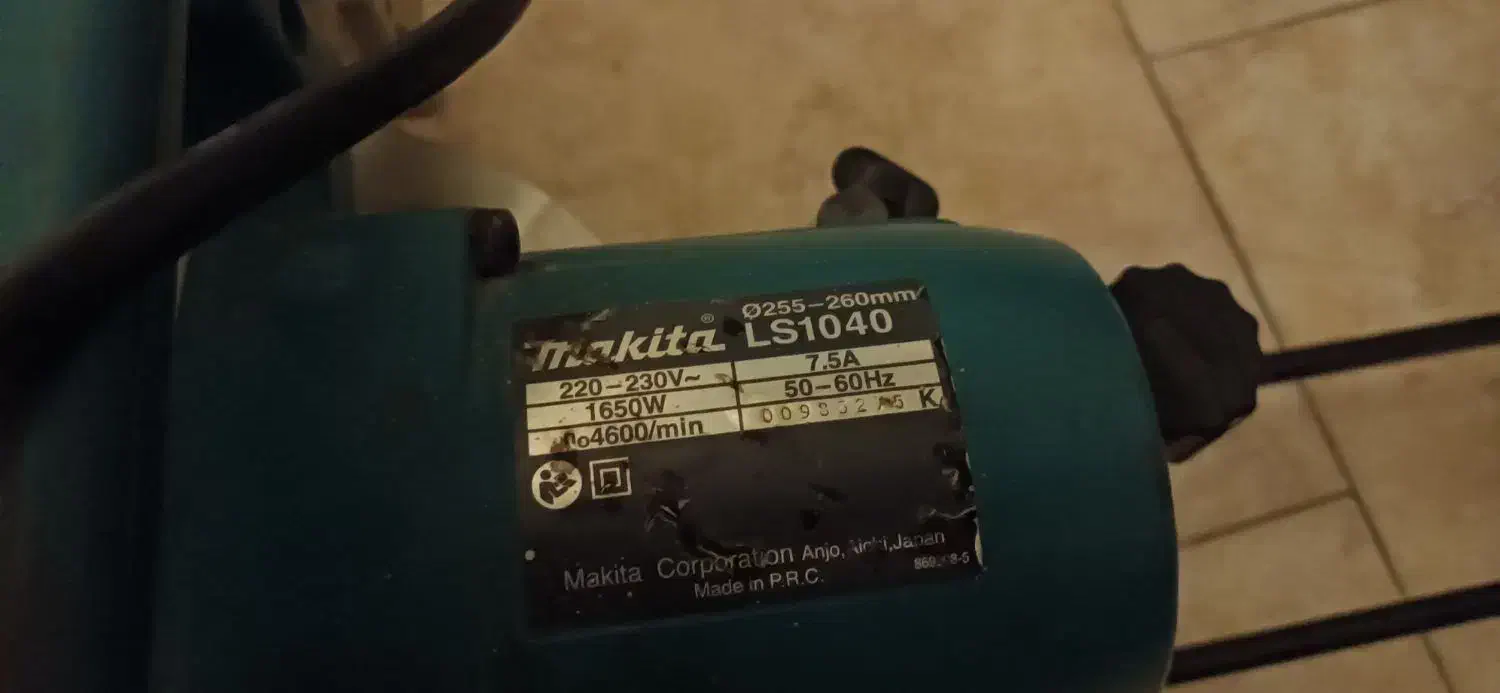 Makita® Ø255-260mm
LS1040
220-230V~ 7.5A
1650W 50-60Hz
n₀4600/min K
Makita Corporation Anjo, Aichi, Japan
Made in P.R.C.